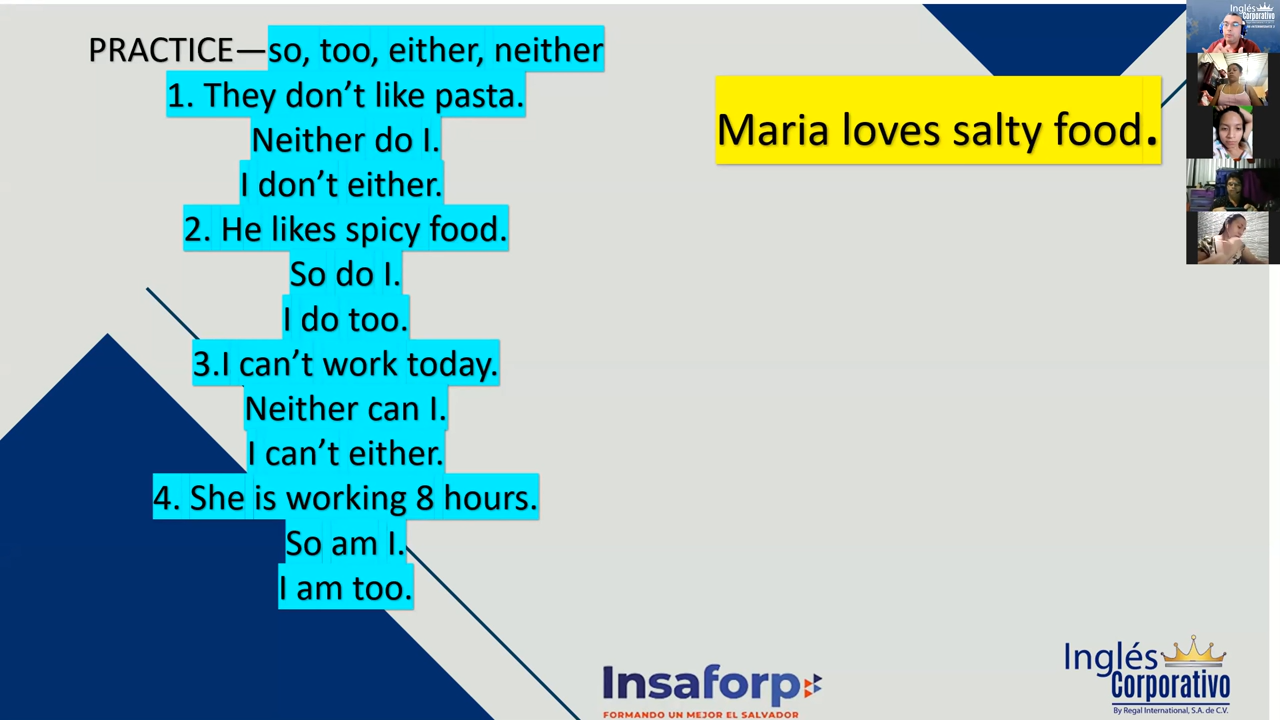 PRACTICE—so, too, either, neither
1. They don’t like pasta.
Neither do I.
I don’t either.
2. He likes spicy food.
So do I.
I do too.
3.I can’t work today.
Neither can I.
I can’t either.
4. She is working 8 hours.
So am I.
I am too.
Maria loves salty food.
Inglés
Corporativo
Insaforp
FORMANDO UN MEJOR EL SALVADOR
Inglés
Corporativo
By Regal International, S.A. de C.V.